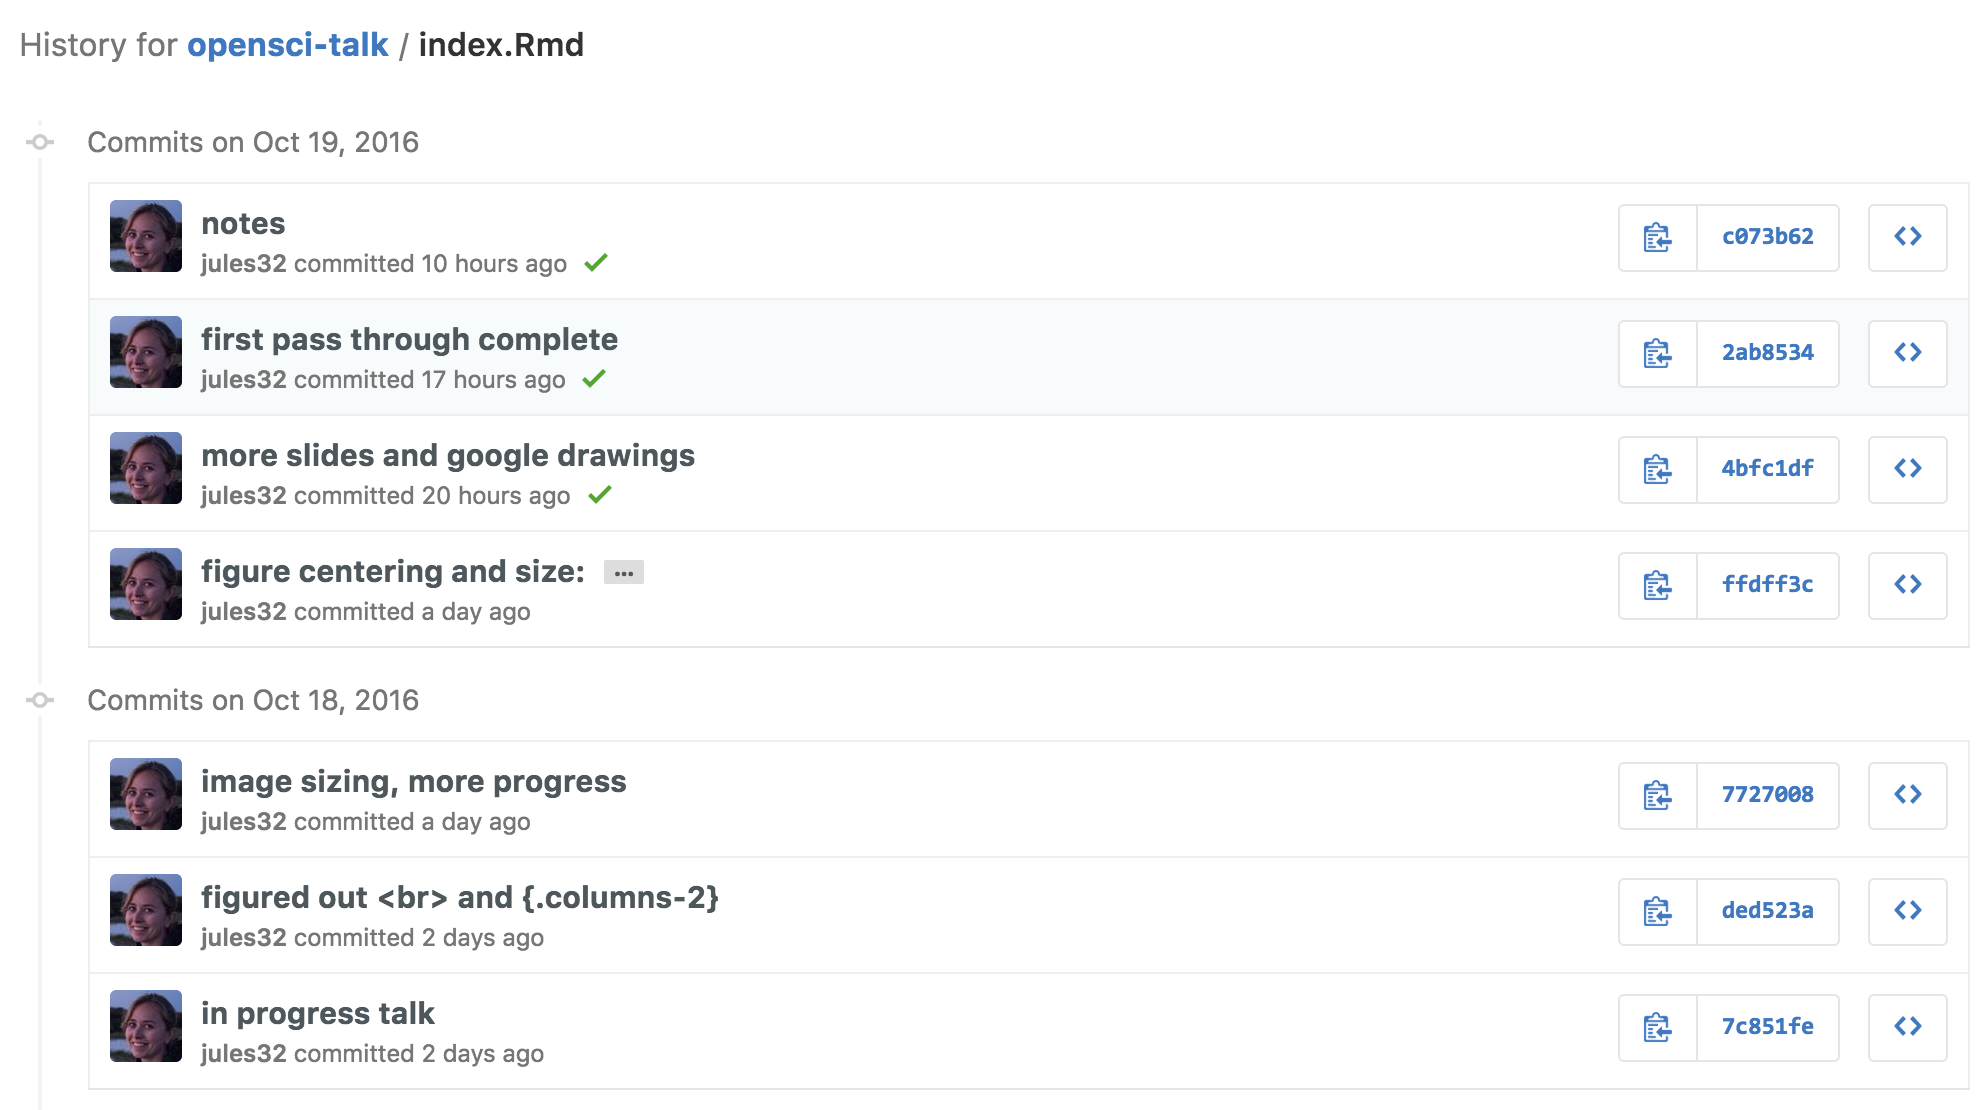 History for opensci-talk / index.Rmd
Commits on Oct 19, 2016
notes
c073b62
jules32 committed 10 hours ago
first pass through complete
2ab8534
jules32 committed 17 hours ago
more slides and google drawings
4bfc1df
jules32 committed 20 hours ago
figure centering and size: …
ffdff3c
jules32 committed a day ago
Commits on Oct 18, 2016
image sizing, more progress
7727008
jules32 committed a day ago
figured out <br> and {.columns-2}
ded523a
jules32 committed 2 days ago
in progress talk
7c851fe
jules32 committed 2 days ago